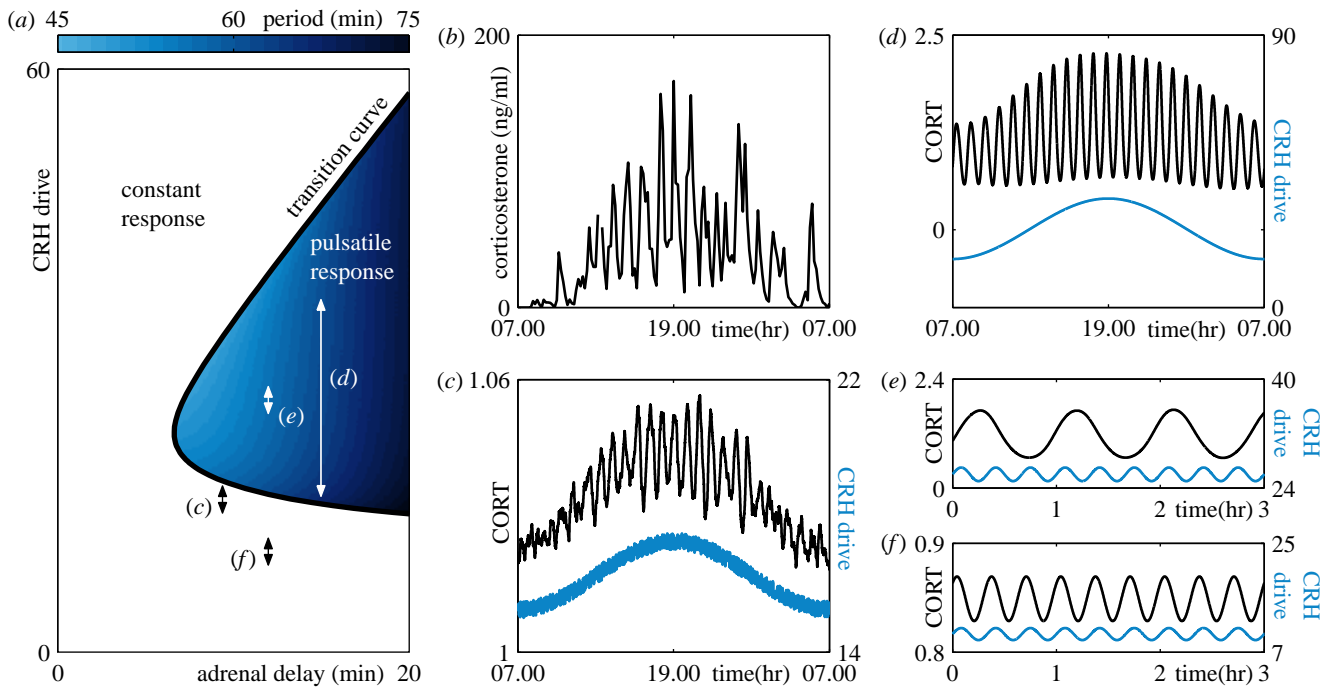 (a) 45 60 period (min) 75
60
CRH drive
constant
response
transition curve
pulsatile
response
(d)
(e)
(c)
(f)
0
0 adrenal delay (min) 20
(b) 200
corticosterone (ng/ml)
0
07.00 19.00 time(hr) 07.00
(c) 1.06 22
CORT
CRH drive
1 14
07.00 19.00 time(hr) 07.00
(d) 2.5 90
CORT
CRH drive
0
0
07.00 19.00 time(hr) 07.00
(e) 2.4 40
CORT
CRH
drive
0 24
0 1 2 time(hr) 3
(f) 0.9 25
CORT
CRH
drive
0.8 7
0 1 2 time(hr) 3